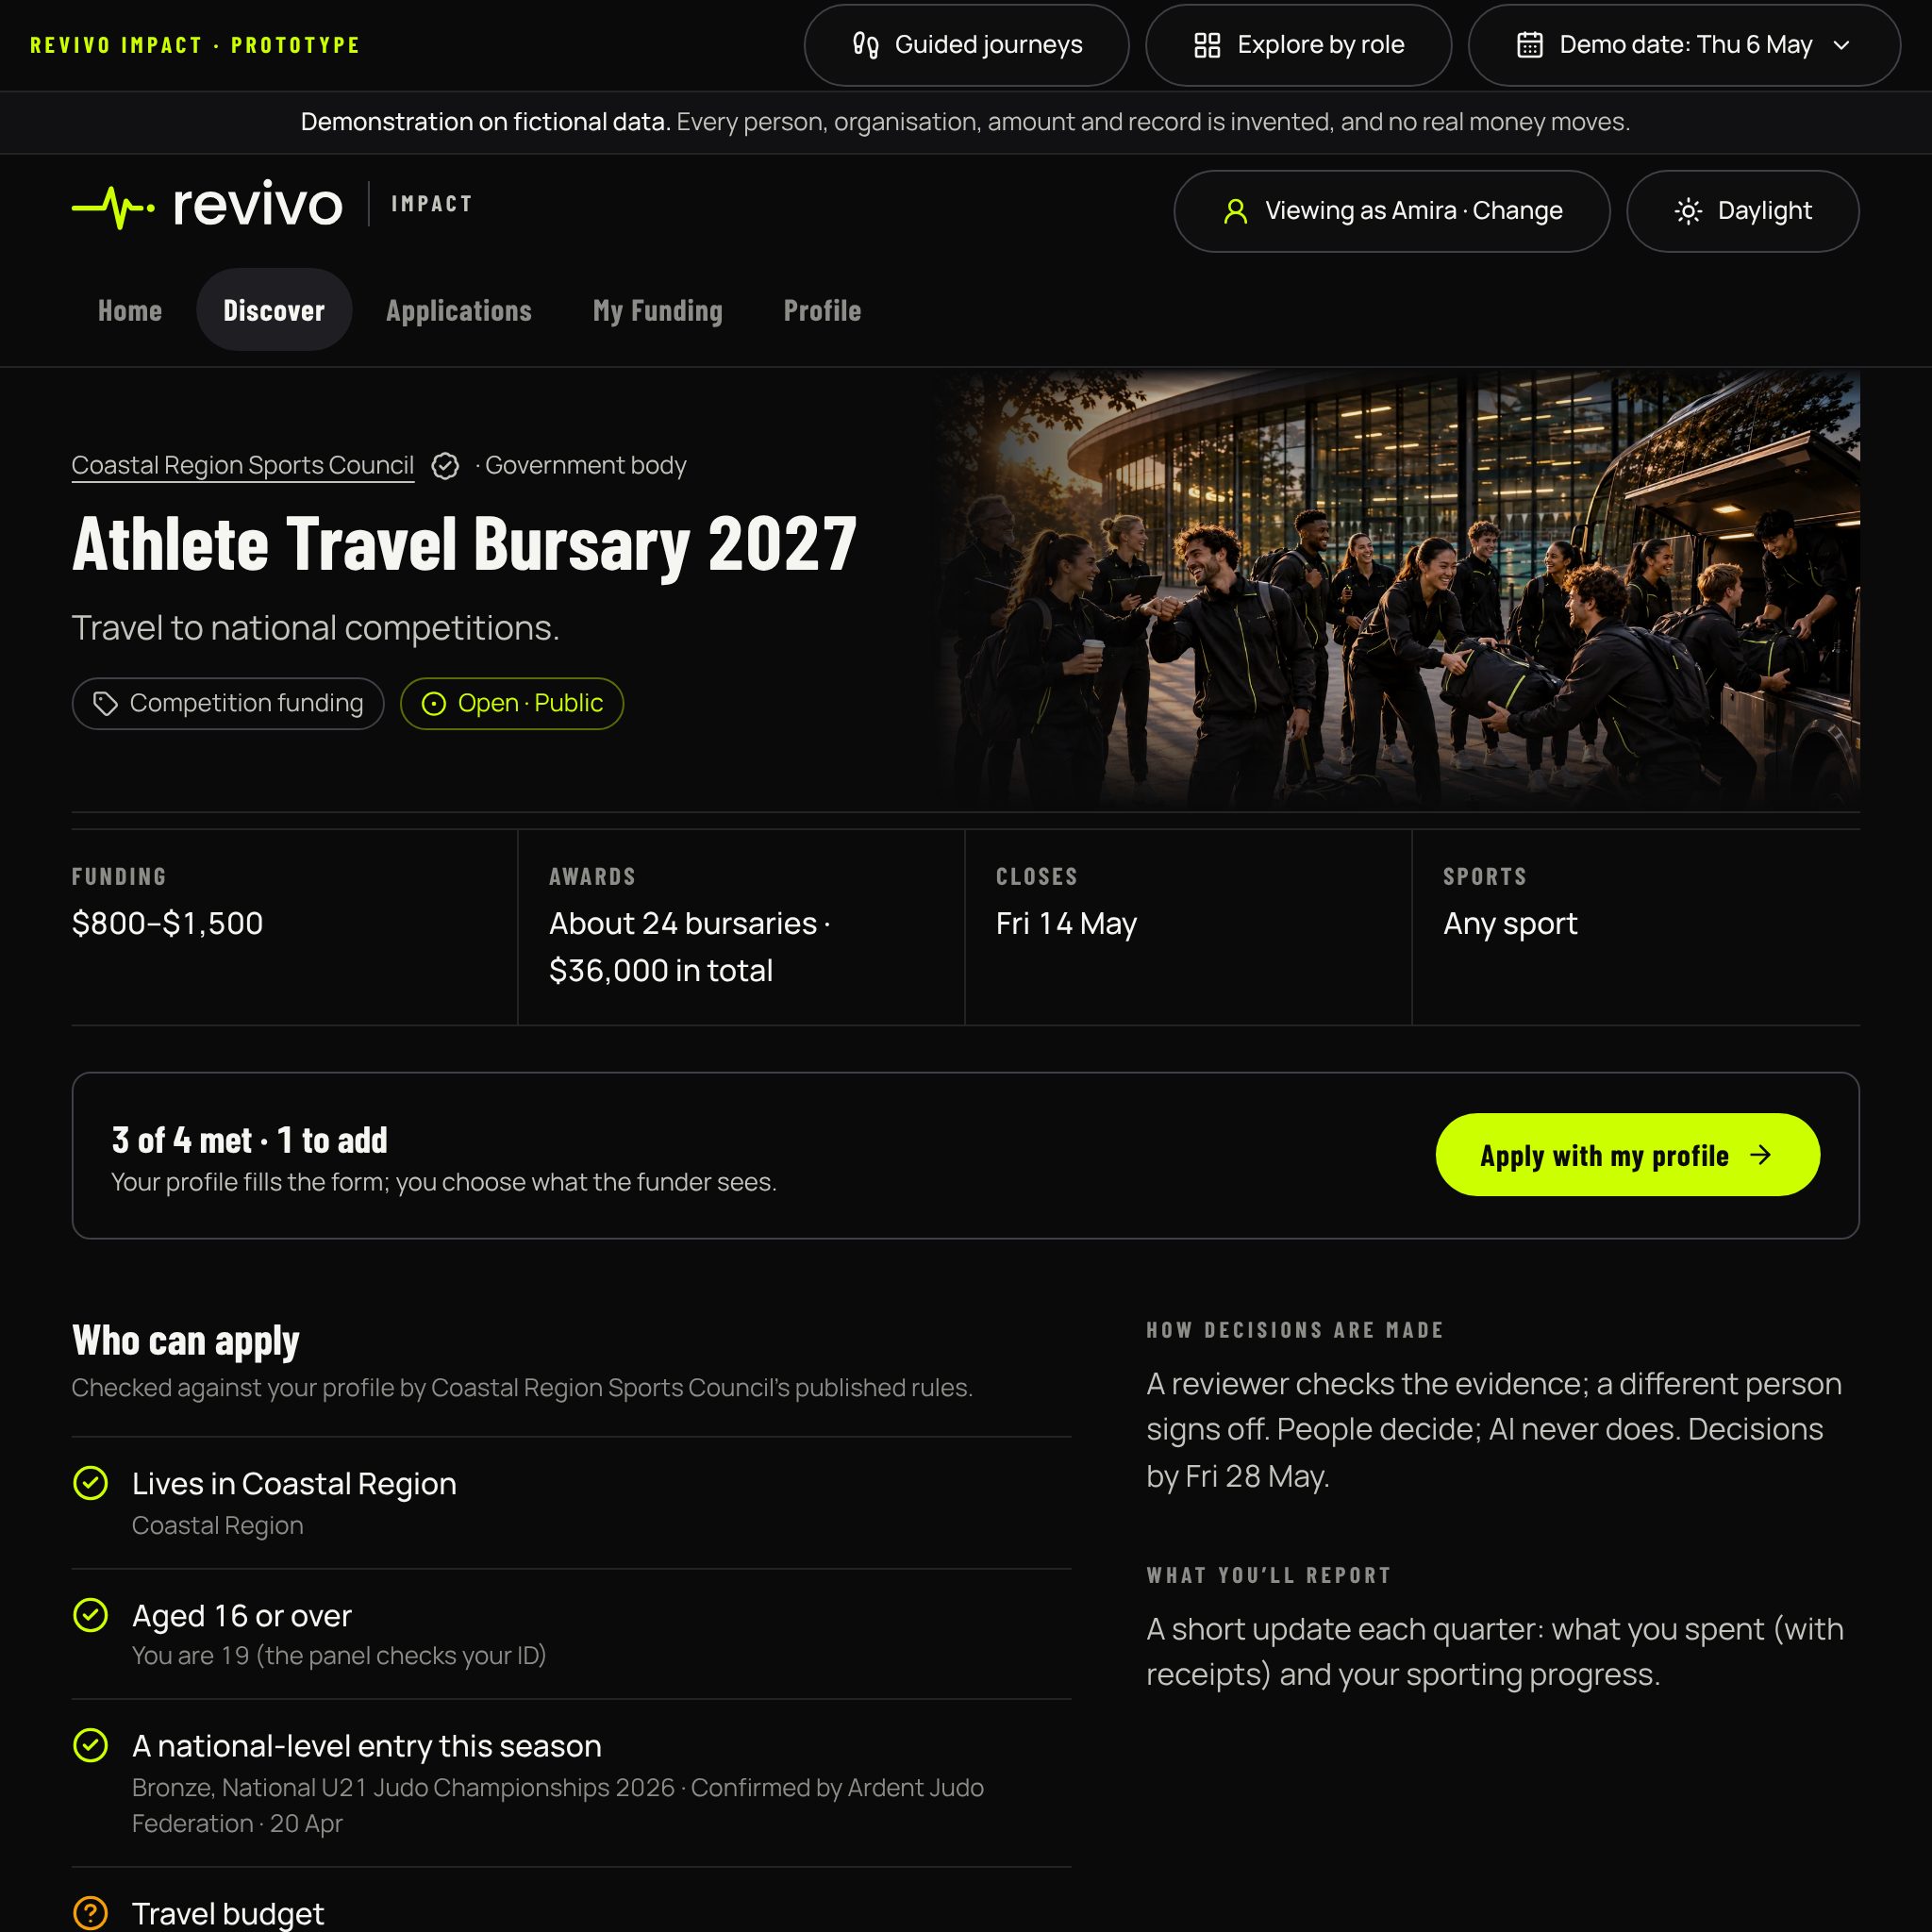 REVIVO IMPACT · PROTOTYPE
Guided journeys
Explore by role
Demo date: Thu 6 May
Demonstration on fictional data. Every person, organisation, amount and record is invented, and no real money moves.
revivo
IMPACT
Viewing as Amira · Change
Daylight
Home
Discover
Applications
My Funding
Profile
Coastal Region Sports Council · Government body
Athlete Travel Bursary 2027
Travel to national competitions.
Competition funding
Open · Public
FUNDING
$800–$1,500
AWARDS
About 24 bursaries ·
$36,000 in total
CLOSES
Fri 14 May
SPORTS
Any sport
3 of 4 met · 1 to add
Your profile fills the form; you choose what the funder sees.
Apply with my profile
Who can apply
Checked against your profile by Coastal Region Sports Council’s published rules.
Lives in Coastal Region
Coastal Region
Aged 16 or over
You are 19 (the panel checks your ID)
A national-level entry this season
Bronze, National U21 Judo Championships 2026 · Confirmed by Ardent Judo
Federation · 20 Apr
Travel budget
HOW DECISIONS ARE MADE
A reviewer checks the evidence; a different person
signs off. People decide; AI never does. Decisions
by Fri 28 May.
WHAT YOU’LL REPORT
A short update each quarter: what you spent (with
receipts) and your sporting progress.